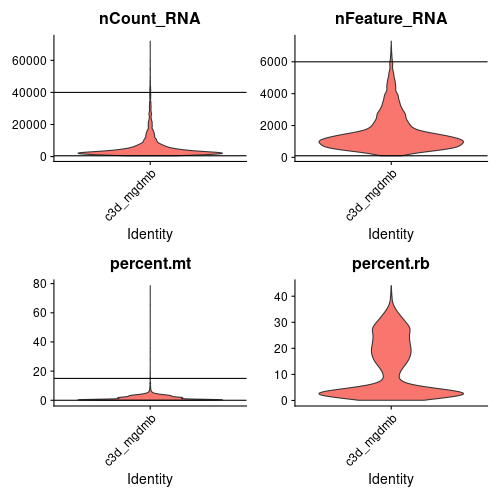 nCount_RNA
60000
40000
20000
0
c3d_mgdmb
Identity
nFeature_RNA
6000
4000
2000
0
c3d_mgdmb
Identity
percent.mt
80
60
40
20
0
c3d_mgdmb
Identity
percent.rb
40
30
20
10
0
c3d_mgdmb
Identity